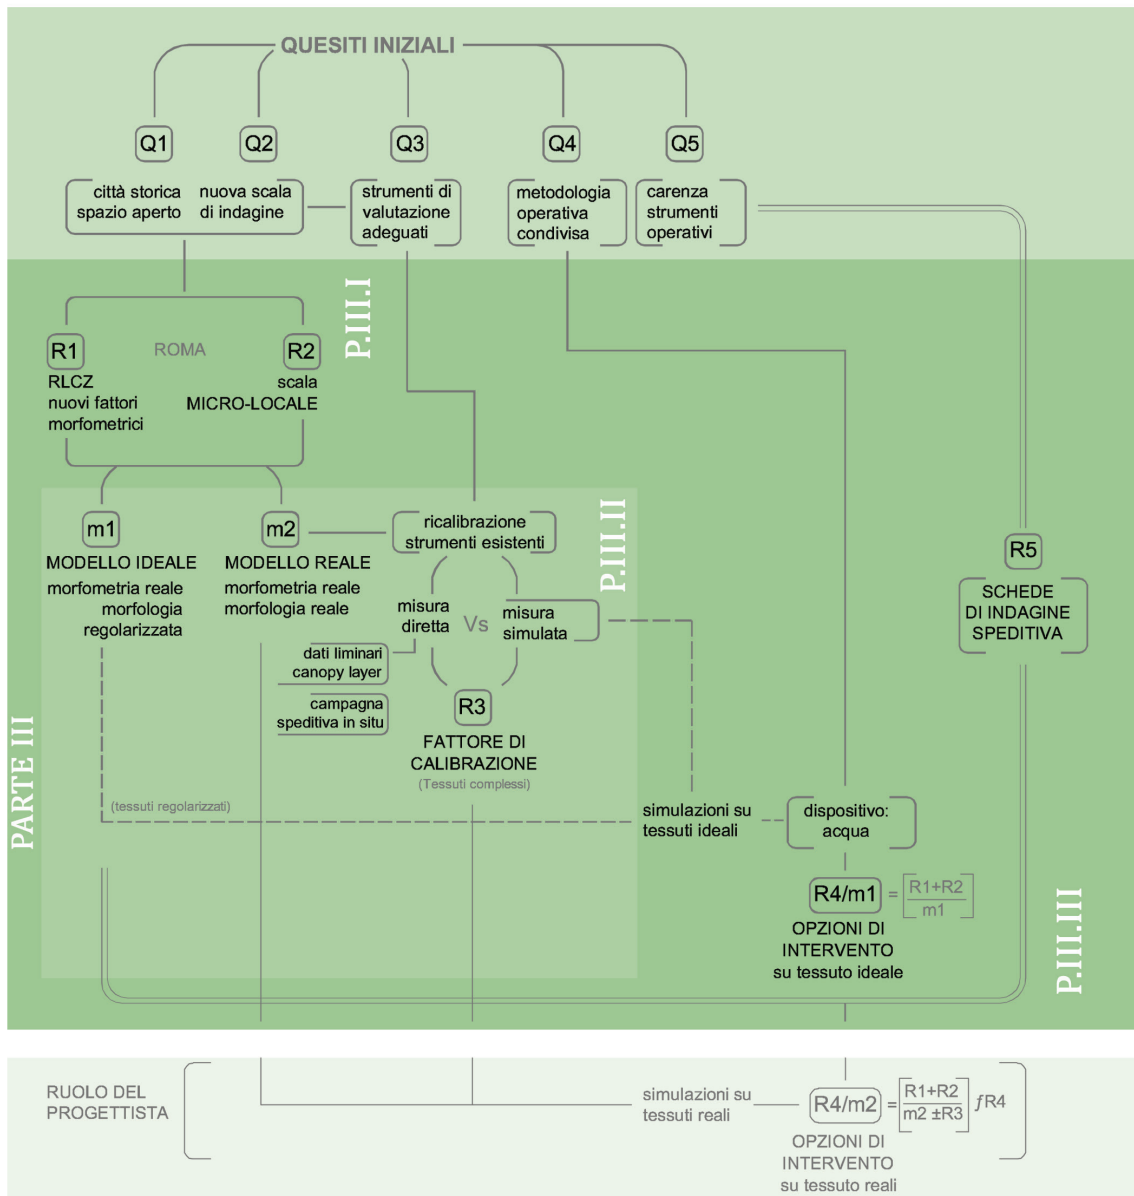 QUESITI INIZIALI
Q1
Q2
Q3
Q4
Q5
città storica
spazio aperto
nuova scala
di indagine
strumenti di
valutazione
adeguati
metodologia
operativa
condivisa
carenza
strumenti
operativi
P.III.I
R1
ROMA
R2
RLCZ
nuovi fattori
morfometrici
scala
MICRO-LOCALE
m1
MODELLO IDEALE
morfometria reale
morfologia
regolarizzata
m2
MODELLO REALE
morfometria reale
morfologia reale
ricalibrazione
strumenti esistenti
P.III.II
misura
diretta
Vs
misura
simulata
dati liminari
canopy layer
campagna
speditiva in situ
R3
FATTORE DI
CALIBRAZIONE
(Tessuti complessi)
R5
SCHEDE
DI INDAGINE
SPEDITIVA
PARTE III
(tessuti regolarizzati)
simulazioni su
tessuti ideali
dispositivo:
acqua
R4/m1
=
R1+R2
m1
OPZIONI DI
INTERVENTO
su tessuto ideale
P.III.III
RUOLO DEL
PROGETTISTA
simulazioni su
tessuti reali
R4/m2
=
R1+R2
m2 ±R3
ƒR4
OPZIONI DI
INTERVENTO
su tessuto reali